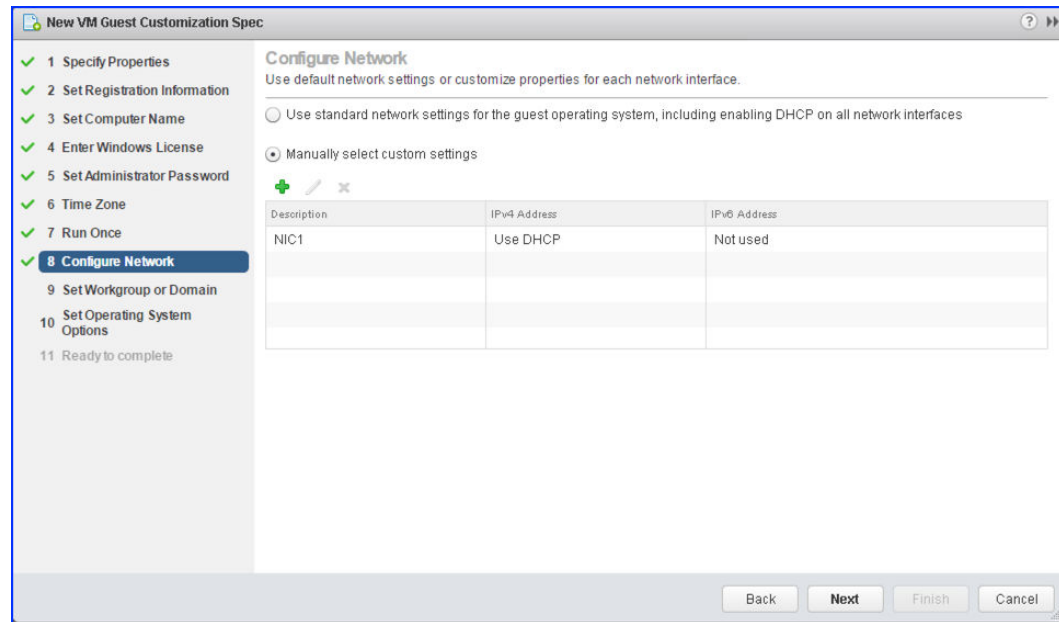 New VM Guest Customization Spec
?
1 Specify Properties
2 Set Registration Information
3 Set Computer Name
4 Enter Windows License
5 Set Administrator Password
6 Time Zone
7 Run Once
8 Configure Network
9 Set Workgroup or Domain
10 Set Operating System
Options
11 Ready to complete
Configure Network
Use default network settings or customize properties for each network interface.
Use standard network settings for the guest operating system, including enabling DHCP on all network interfaces
Manually select custom settings
Description IPv4 Address IPv6 Address
NIC1 Use DHCP Not used
Back Next Finish Cancel